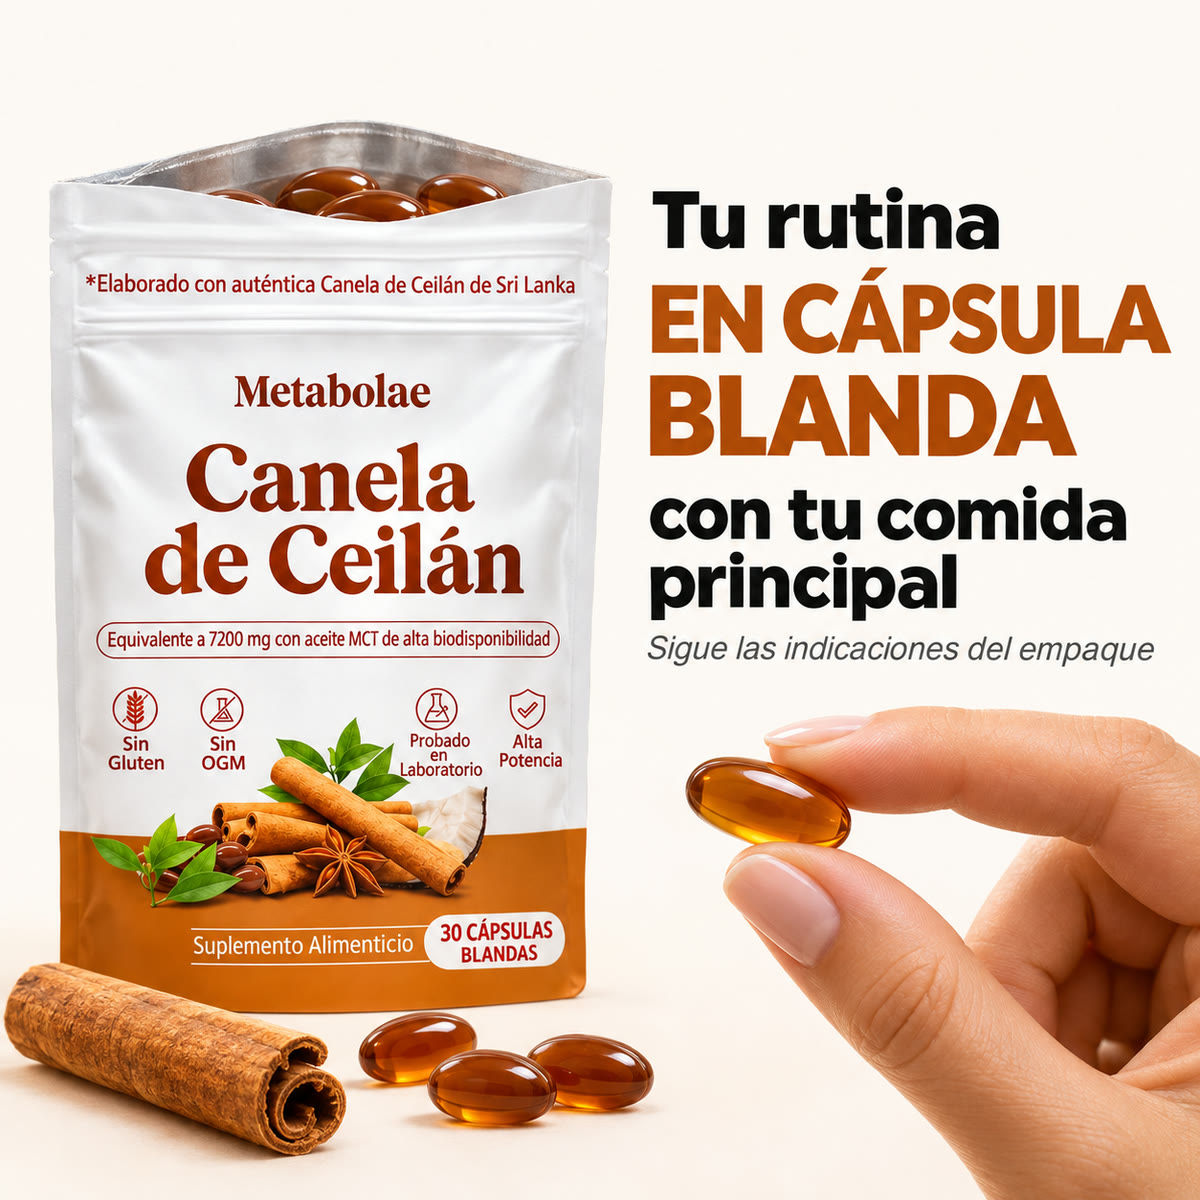 *Elaborado con auténtica Canela de Ceilán de Sri Lanka
Metabolae
Canela
de Ceilán
Equivalente a 7200 mg con aceite MCT de alta biodisponibilidad
Sin
Gluten
Sin
OGM
Probado
en
Laboratorio
Alta
Potencia
Suplemento Alimenticio
30 CÁPSULAS
BLANDAS
Tu rutina
EN CÁPSULA
BLANDA
con tu comida
principal
Sigue las indicaciones del empaque